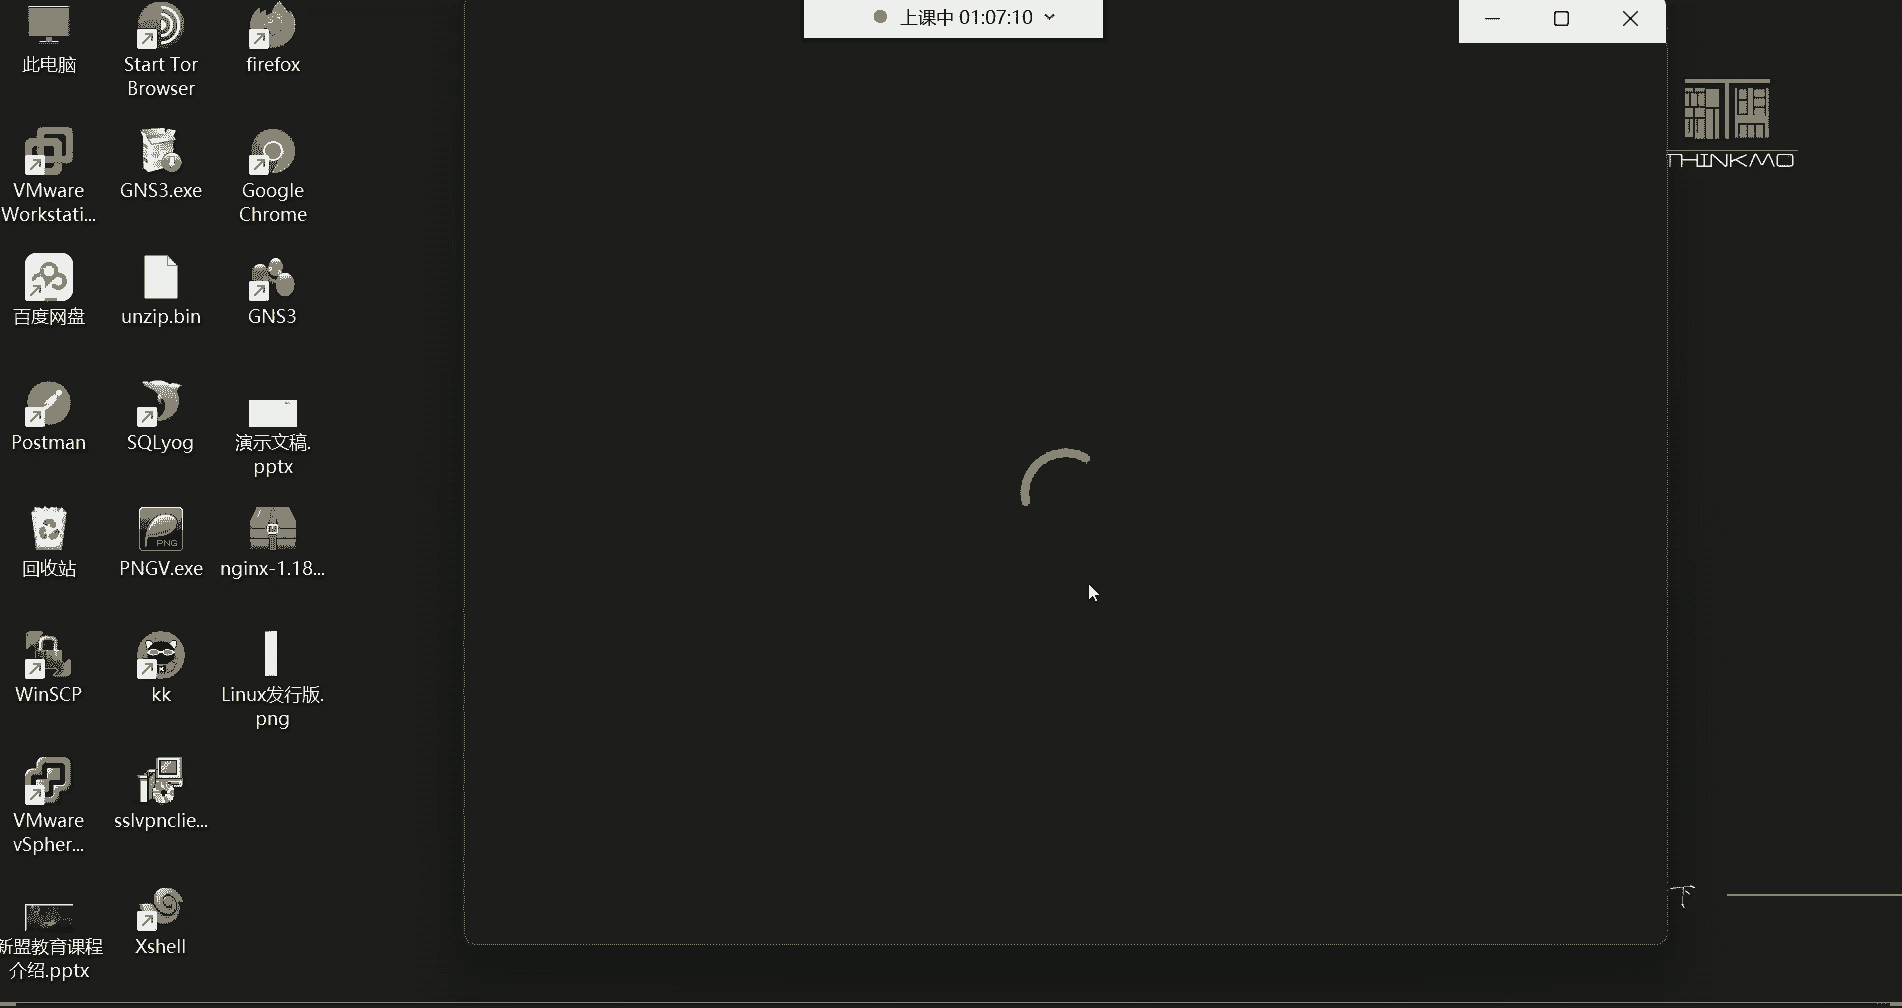 上课中 01:07:10
此电脑
Start Tor
Browser
firefox
VMware
Workstati...
GNS3.exe
Google
Chrome
百度网盘
unzip.bin
GNS3
Postman
SQLyog
演示文稿.
pptx
回收站
PNG
PNGV.exe
nginx-1.18...
WinSCP
kk
Linux发行版.
png
VMware
vSpher...
sslvpnclie...
新盟教育课程
介绍.pptx
Xshell
THINKMO
下